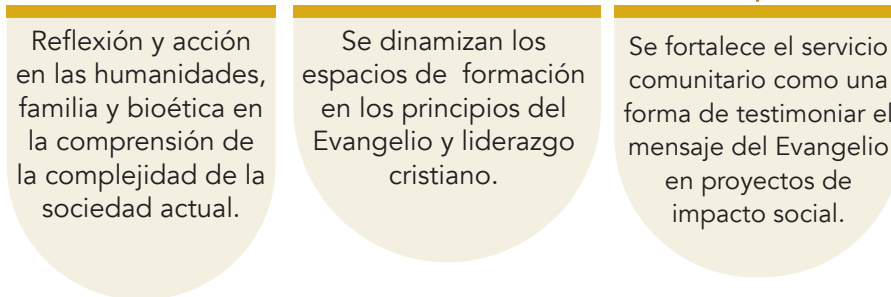 Reflexión y acción
en las humanidades,
familia y bioética en
la comprensión de
la complejidad de la
sociedad actual.
Se dinamizan los
espacios de formación
en los principios del
Evangelio y liderazgo
cristiano.
Se fortalece el servicio
comunitario como una
forma de testimoniar el
mensaje del Evangelio
en proyectos de
impacto social.